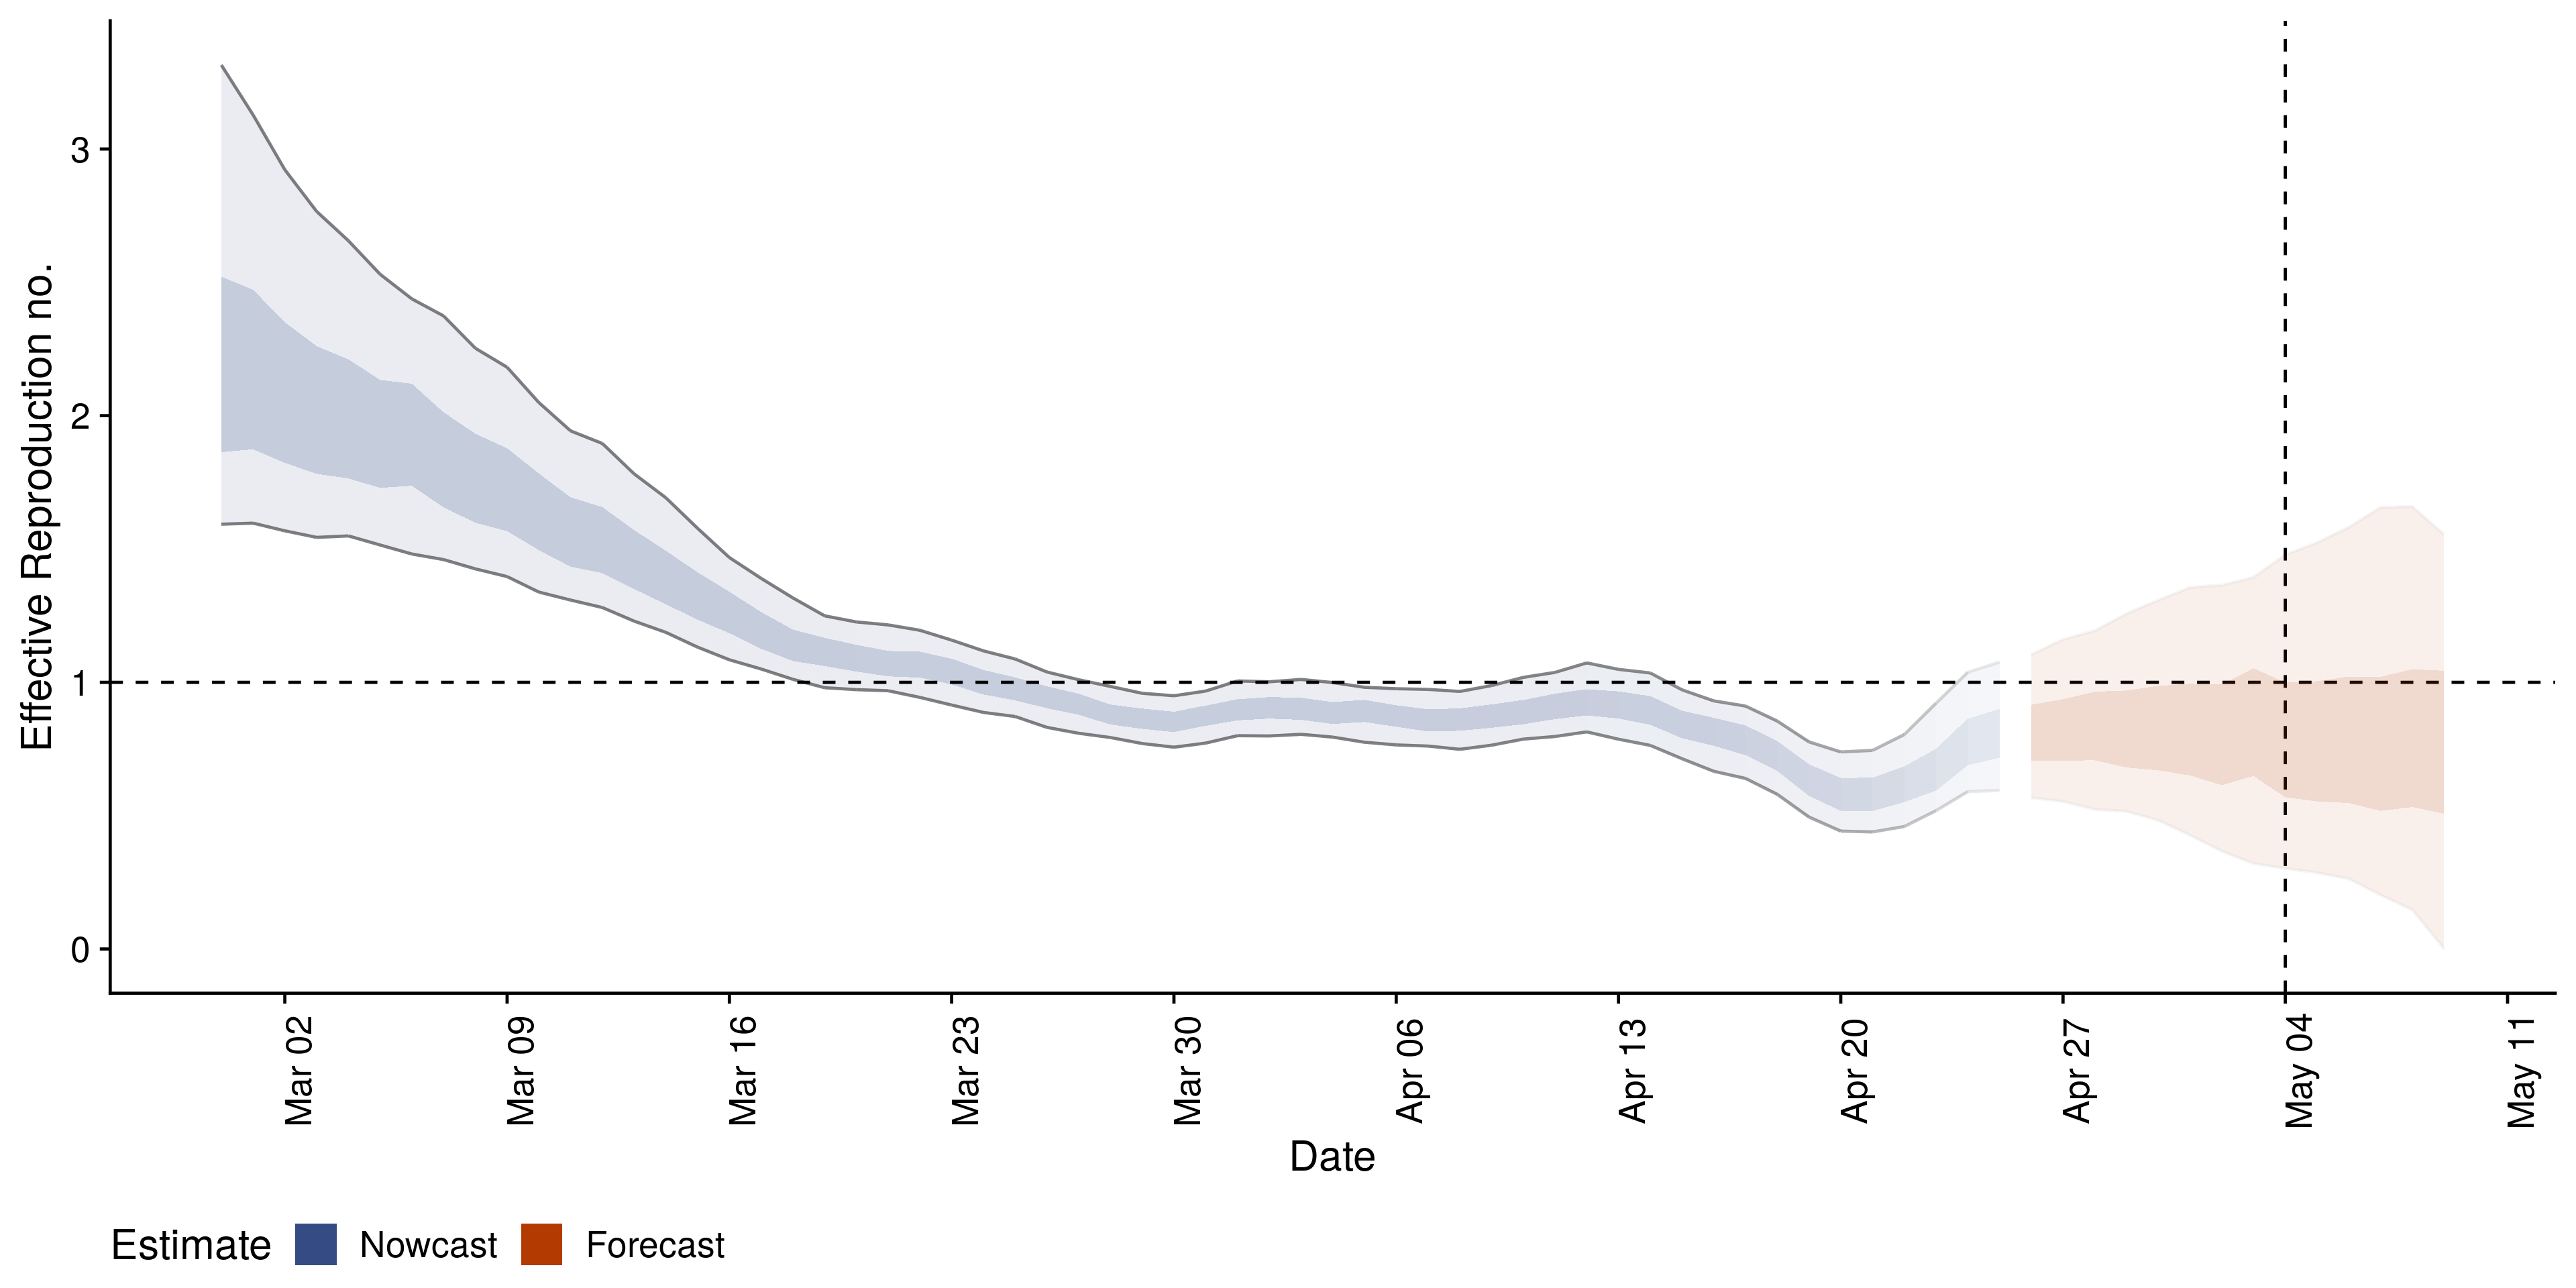 Effective Reproduction no.
3
2
1
0
Mar 02
Mar 09
Mar 16
Mar 23
Mar 30
Apr 06
Apr 13
Apr 20
Apr 27
May 04
May 11
Date
Estimate Nowcast Forecast